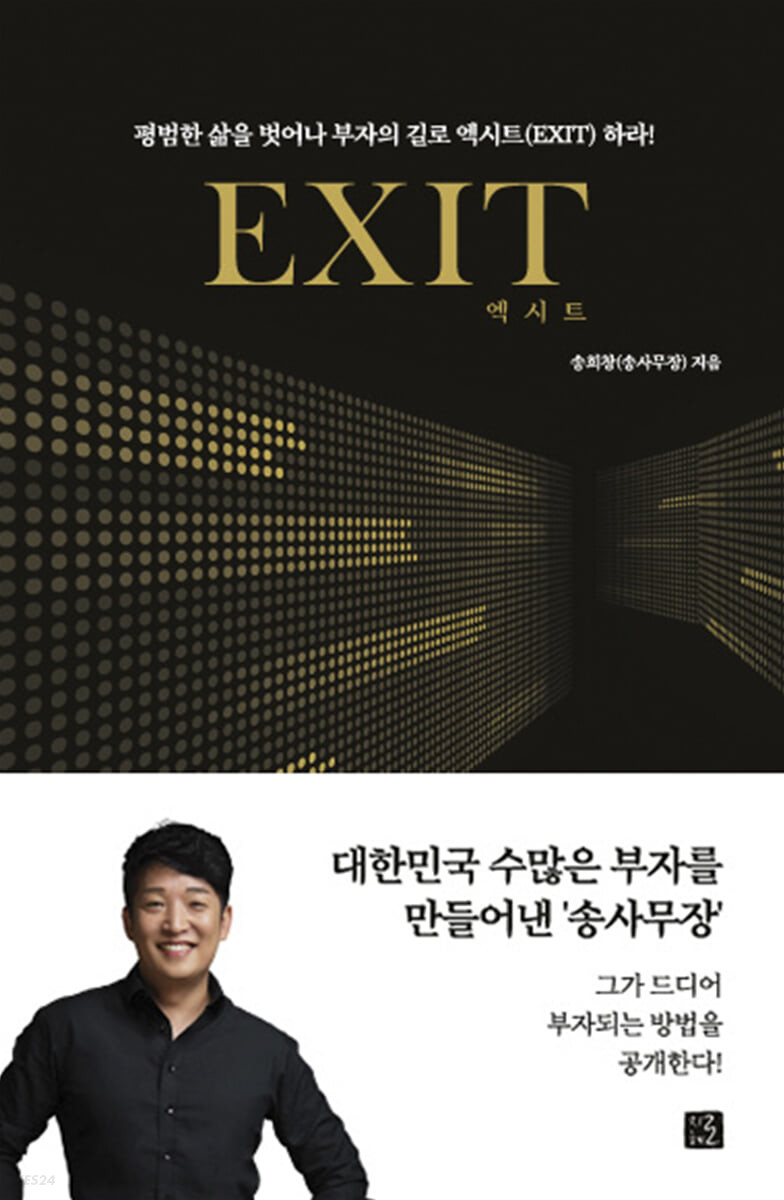 평범한 삶을 벗어나 부자의 길로 엑시트(EXIT) 하라!
EXIT
엑시트
송희창(송사무장) 지음
대한민국 수많은 부자를
만들어낸 '송사무장'
그가 드디어
부자되는 방법을
공개한다!
ES24